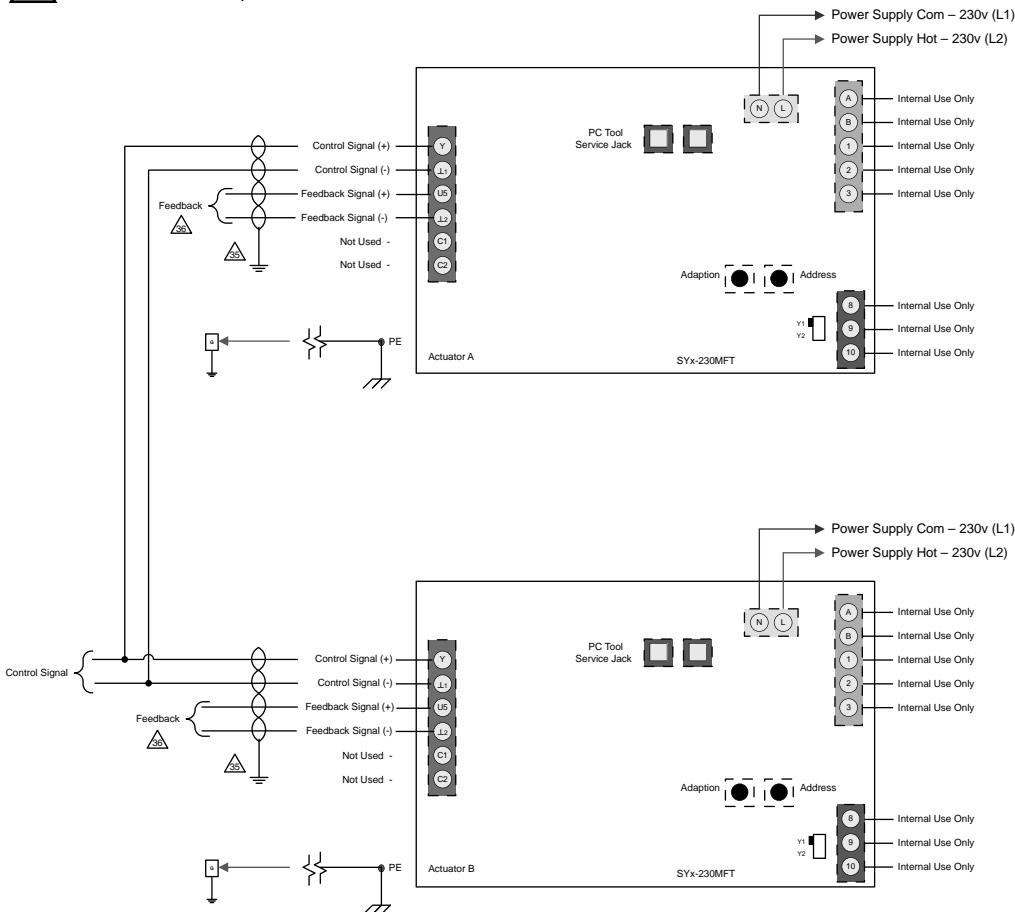 Power Supply Com – 230v (L1)
Power Supply Hot – 230v (L2)
N L
A Internal Use Only
B Internal Use Only
1 Internal Use Only
2 Internal Use Only
3 Internal Use Only
PC Tool
Service Jack
Control Signal (+) Y
Control Signal (-) ⊥1
Feedback Signal (+) U5
Feedback Signal (-) ⊥2
Not Used - C1
Not Used - C2
Feedback
36
35
Adaption Address
8 Internal Use Only
9 Internal Use Only
10 Internal Use Only
Y1
Y2
G
PE
Actuator A
SYx-230MFT
Power Supply Com – 230v (L1)
Power Supply Hot – 230v (L2)
N L
A Internal Use Only
B Internal Use Only
1 Internal Use Only
2 Internal Use Only
3 Internal Use Only
PC Tool
Service Jack
Control Signal
Control Signal (+) Y
Control Signal (-) ⊥1
Feedback Signal (+) U5
Feedback Signal (-) ⊥2
Not Used - C1
Not Used - C2
Feedback
36
35
Adaption Address
8 Internal Use Only
9 Internal Use Only
10 Internal Use Only
Y1
Y2
G
PE
Actuator B
SYx-230MFT